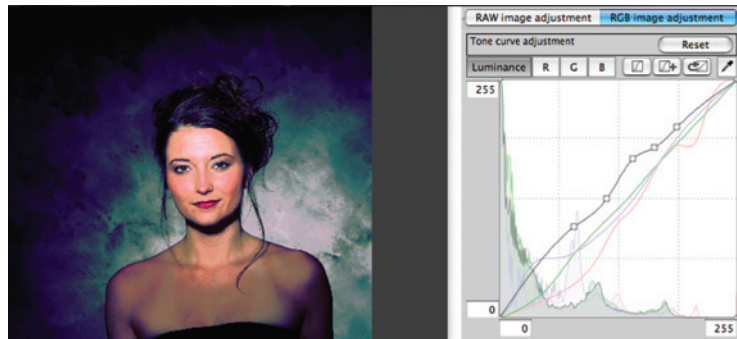 RAW image adjustment RGB image adjustment
Tone curve adjustment Reset
Luminance R G B
255
0
0 255